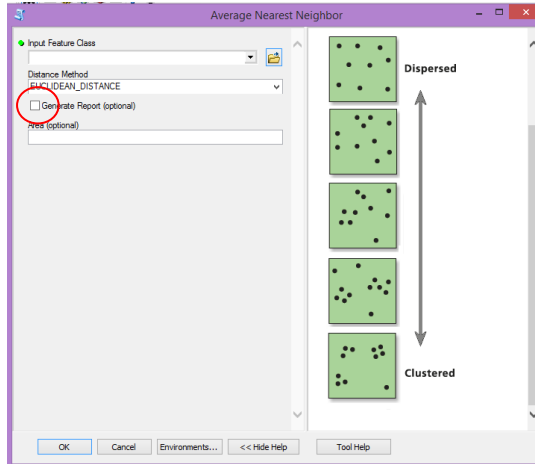 Average Nearest Neighbor
Input Feature Class
Distance Method
EUCLIDEAN_DISTANCE
Generate Report (optional)
Area (optional)
Dispersed
Clustered
OK
Cancel
Environments...
<< Hide Help
Tool Help